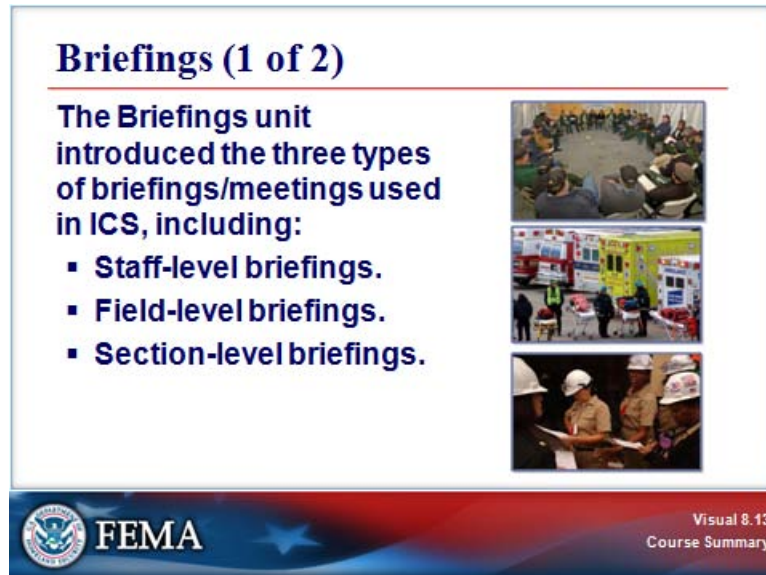 Briefings (1 of 2)
The Briefings unit
introduced the three types
of briefings/meetings used
in ICS, including:
▪ Staff-level briefings.
▪ Field-level briefings.
▪ Section-level briefings.
FEMA
Visual 8.13
Course Summary